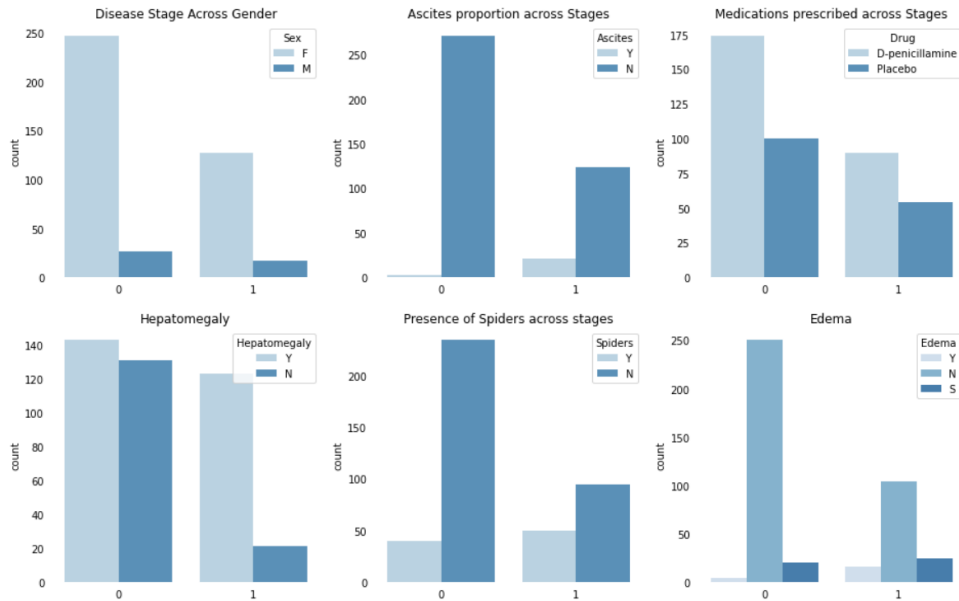 Disease Stage Across Gender
250
200
150
100
50
0
count
0
1
Sex
F
M
Ascites proportion across Stages
250
200
150
100
50
0
count
0
1
Ascites
Y
N
Medications prescribed across Stages
175
150
125
100
75
50
25
0
count
0
1
Drug
D-penicillamine
Placebo
Hepatomegaly
140
120
100
80
60
40
20
0
count
0
1
Hepatomegaly
Y
N
Presence of Spiders across stages
200
150
100
50
0
count
0
1
Spiders
Y
N
Edema
250
200
150
100
50
0
count
0
1
Edema
Y
N
S